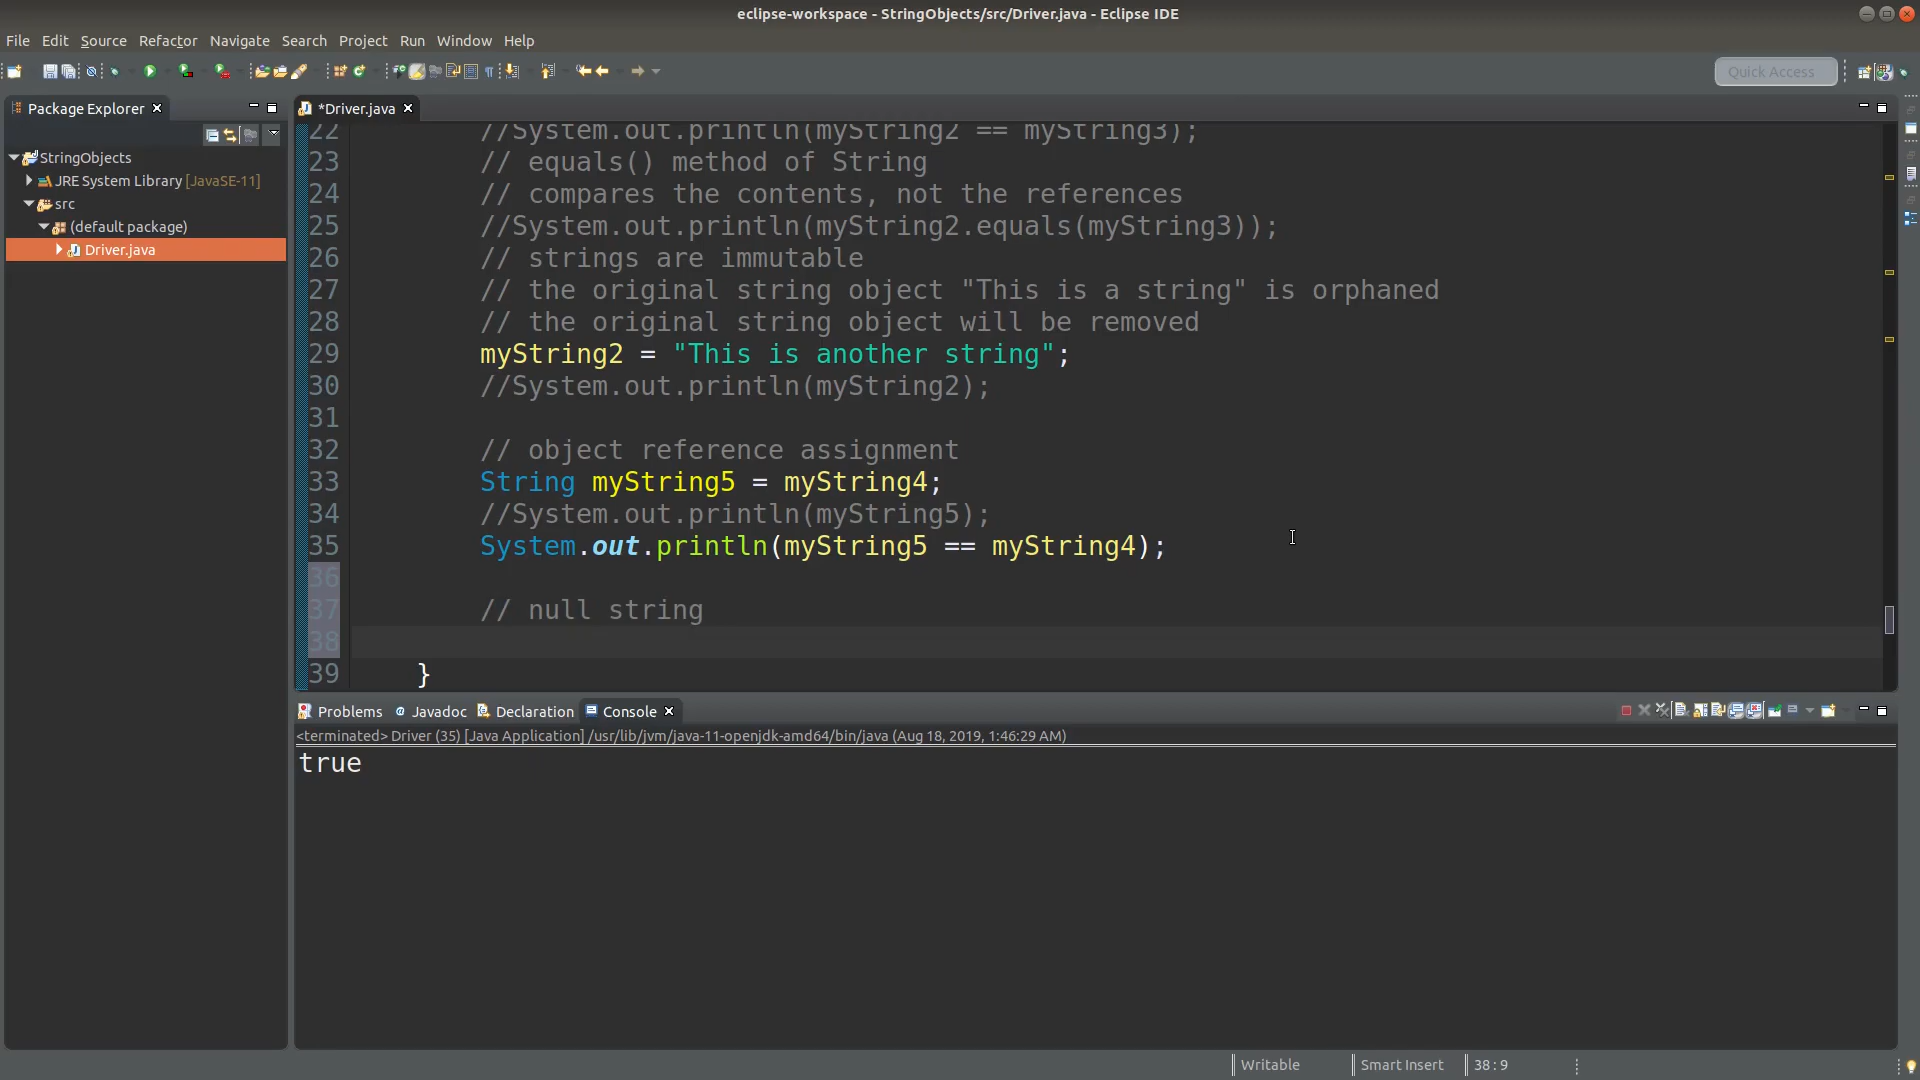 eclipse-workspace - StringObjects/src/Driver.java - Eclipse IDE
File Edit Source Refactor Navigate Search Project Run Window Help
Quick Access
Package Explorer
*Driver.java
StringObjects
JRE System Library [JavaSE-11]
src
(default package)
Driver.java
22 //System.out.println(myString2 == myString3);
23 // equals() method of String
24 // compares the contents, not the references
25 //System.out.println(myString2.equals(myString3));
26 // strings are immutable
27 // the original string object "This is a string" is orphaned
28 // the original string object will be removed
29 myString2 = "This is another string";
30 //System.out.println(myString2);
31
32 // object reference assignment
33 String myString5 = myString4;
34 //System.out.println(myString5);
35 System.out.println(myString5 == myString4);
36
37 // null string
38
39 }
Problems Javadoc Declaration Console
<terminated> Driver (35) [Java Application] /usr/lib/jvm/java-11-openjdk-amd64/bin/java (Aug 18, 2019, 1:46:29 AM)
true
Writable Smart Insert 38 : 9